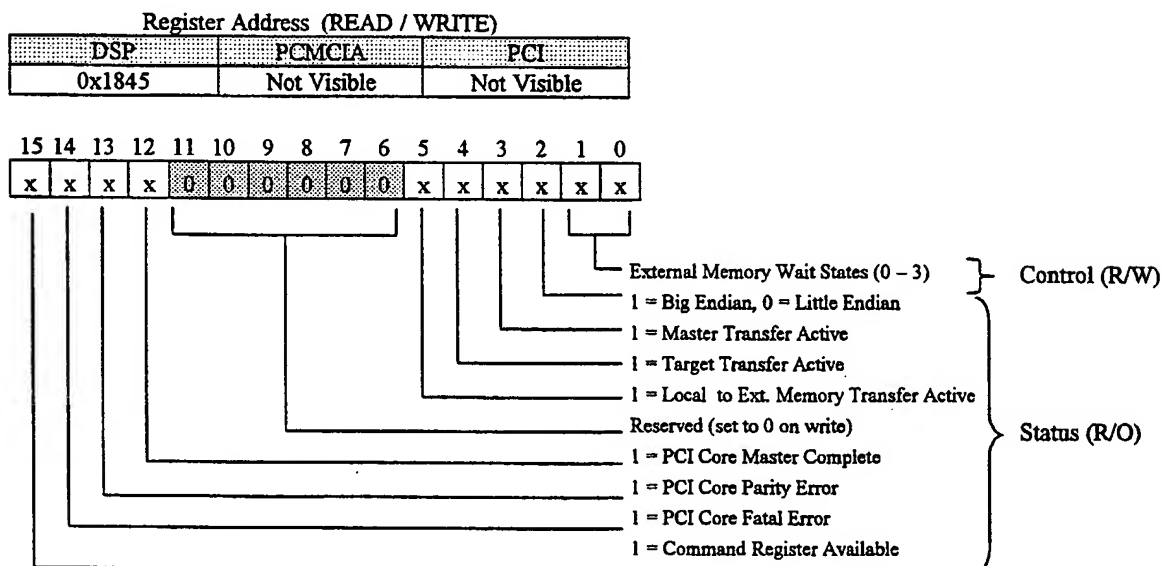 Register Address (READ / WRITE)
DSP PCMCIA PCI
0x1845 Not Visible Not Visible
15 14 13 12 11 10 9 8 7 6 5 4 3 2 1 0
x x x x 0 0 0 0 0 0 x x x x x x
External Memory Wait States (0 – 3) Control (R/W)
1 = Big Endian, 0 = Little Endian
1 = Master Transfer Active
1 = Target Transfer Active
1 = Local to Ext. Memory Transfer Active
Reserved (set to 0 on write) Status (R/O)
1 = PCI Core Master Complete
1 = PCI Core Parity Error
1 = PCI Core Fatal Error
1 = Command Register Available